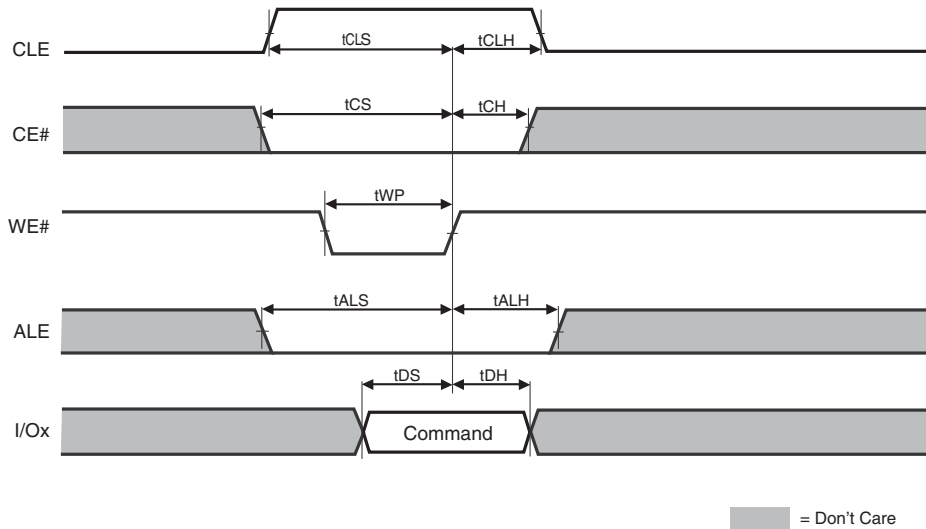 CLE
tCLS
tCLH
CE#
tCS
tCH
WE#
tWP
ALE
tALS
tALH
I/Ox
tDS
tDH
Command
= Don't Care